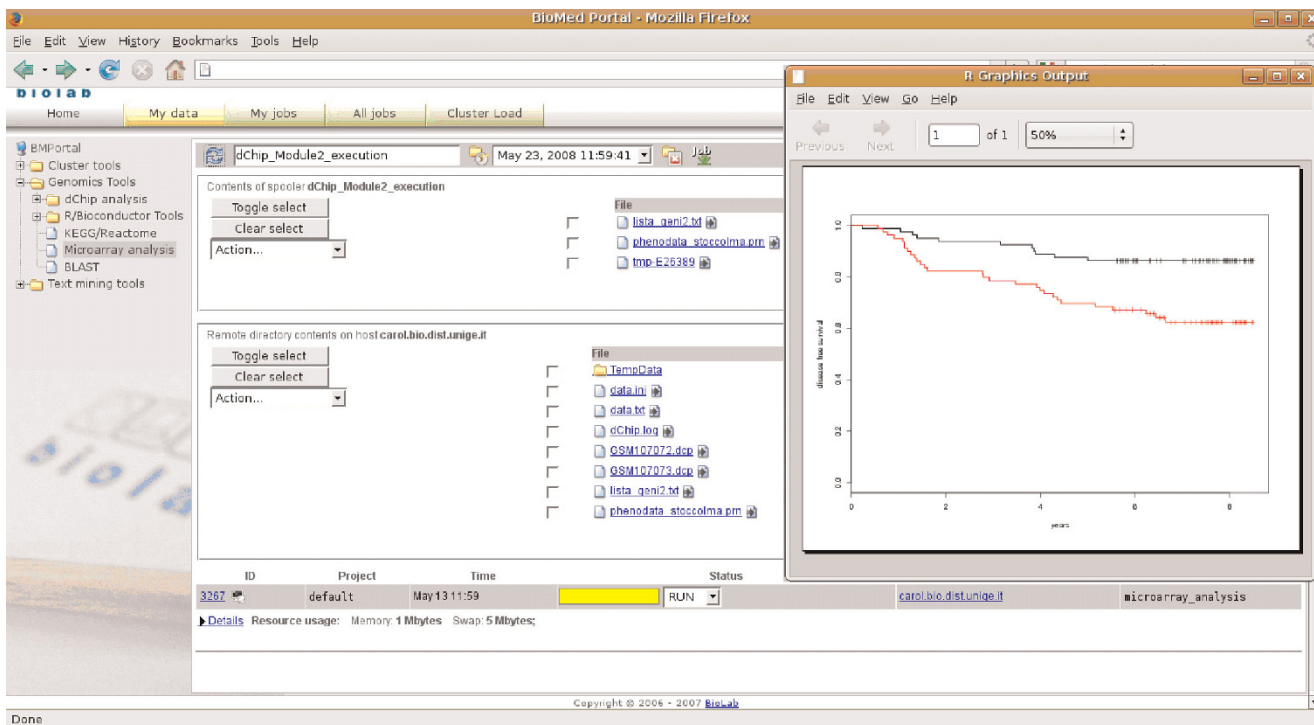 BioMed Portal - Mozilla Firefox
File Edit View History Bookmarks Tools Help
biolab
Home My data My jobs All jobs Cluster Load
BMPortal
Cluster tools
Genomics Tools
dChip analysis
R/Bioconductor Tools
KEGG/Reactome
Microarray analysis
BLAST
Text mining tools
dChip_Module2_execution May 23, 2008 11:59:41 Job
Contents of spooler dChip_Module2_execution
Toggle select
Clear select
Action...
File
lista_geni2.txt
phenodata_stoccolma.prn
tmp-E26389
Remote directory contents on host carol.bio.dist.unige.it
Toggle select
Clear select
Action...
File
TempData
data.ini
data.txt
dChip.log
GSM107072.dcp
GSM107073.dcp
lista_geni2.txt
phenodata_stoccolma.prn
ID Project Time Status
3267 default May 13 11:59 RUN carol.bio.dist.unige.it microarray_analysis
Details Resource usage: Memory: 1 Mbytes Swap: 5 Mbytes;
Copyright © 2006 - 2007 BioLab
Done
biolab
R Graphics Output
File Edit View Go Help
Previous Next 1 of 1 50%
disease free survival
1.0
0.8
0.4
0.2
0.0
0 2 4 6 8
years